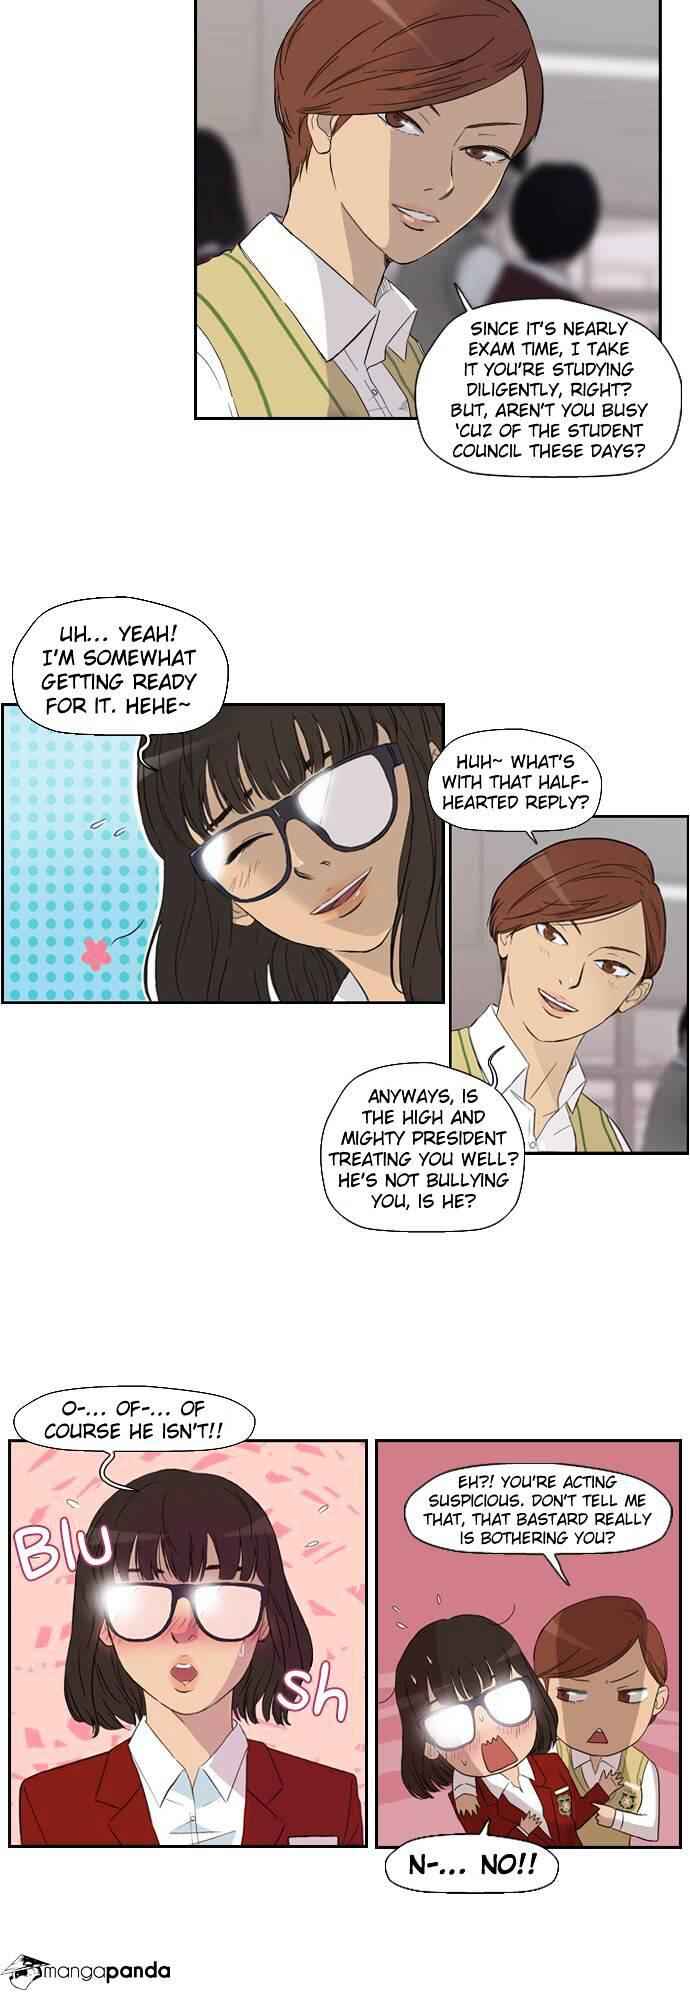 SINCE IT'S NEARLY
EXAM TIME, I TAKE
IT YOU'RE STUDYING
DILIGENTLY, RIGHT?
BUT, AREN'T YOU BUSY
'CUZ OF THE STUDENT
COUNCIL THESE DAYS?
UH... YEAH!
I'M SOMEWHAT
GETTING READY
FOR IT. HEHE~
HUH~ WHAT'S
WITH THAT HALF-
HEARTED REPLY?
ANYWAYS, IS
THE HIGH AND
MIGHTY PRESIDENT
TREATING YOU WELL?
HE'S NOT BULLYING
YOU, IS HE?
O-... OF-... OF
COURSE HE ISN'T!!
Blu
sh
EH?! YOU'RE ACTING
SUSPICIOUS. DON'T TELL ME
THAT, THAT BASTARD REALLY
IS BOTHERING YOU?
N-... NO!!
mangapanda